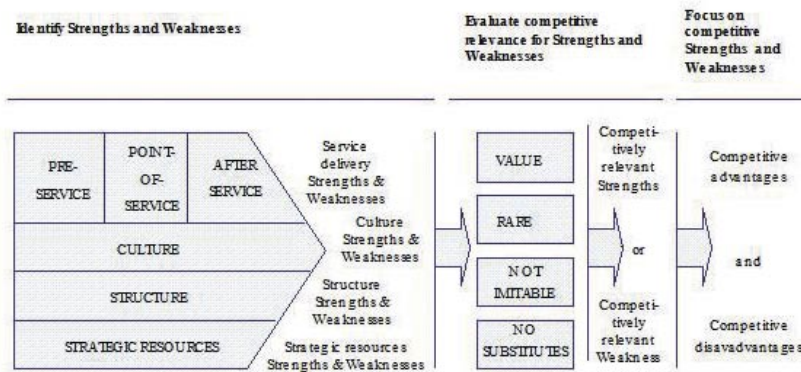 Identify Strengths and Weaknesses
Evaluate competitive
relevance for Strengths and
Weaknesses
Focus on
competitive
Strengths and
Weaknesses
PRE-
SERVICE
POINT-
OF-
SERVICE
AFTER
SERVICE
CULTURE
STRUCTURE
STRATEGIC RESOURCES
Service
delivery
Strengths &
Weaknesses
Culture
Strengths &
Weaknesses
Structure
Strengths &
Weaknesses
Strategic resources
Strengths & Weaknesses
VALUE
RARE
NOT
IMITABLE
NO
SUBSTITUTES
Competi-
tively
relevant
Strengths
or
Competi-
tively
relevant
Weakness
Competitive
advantages
and
Competitive
disavadvantages